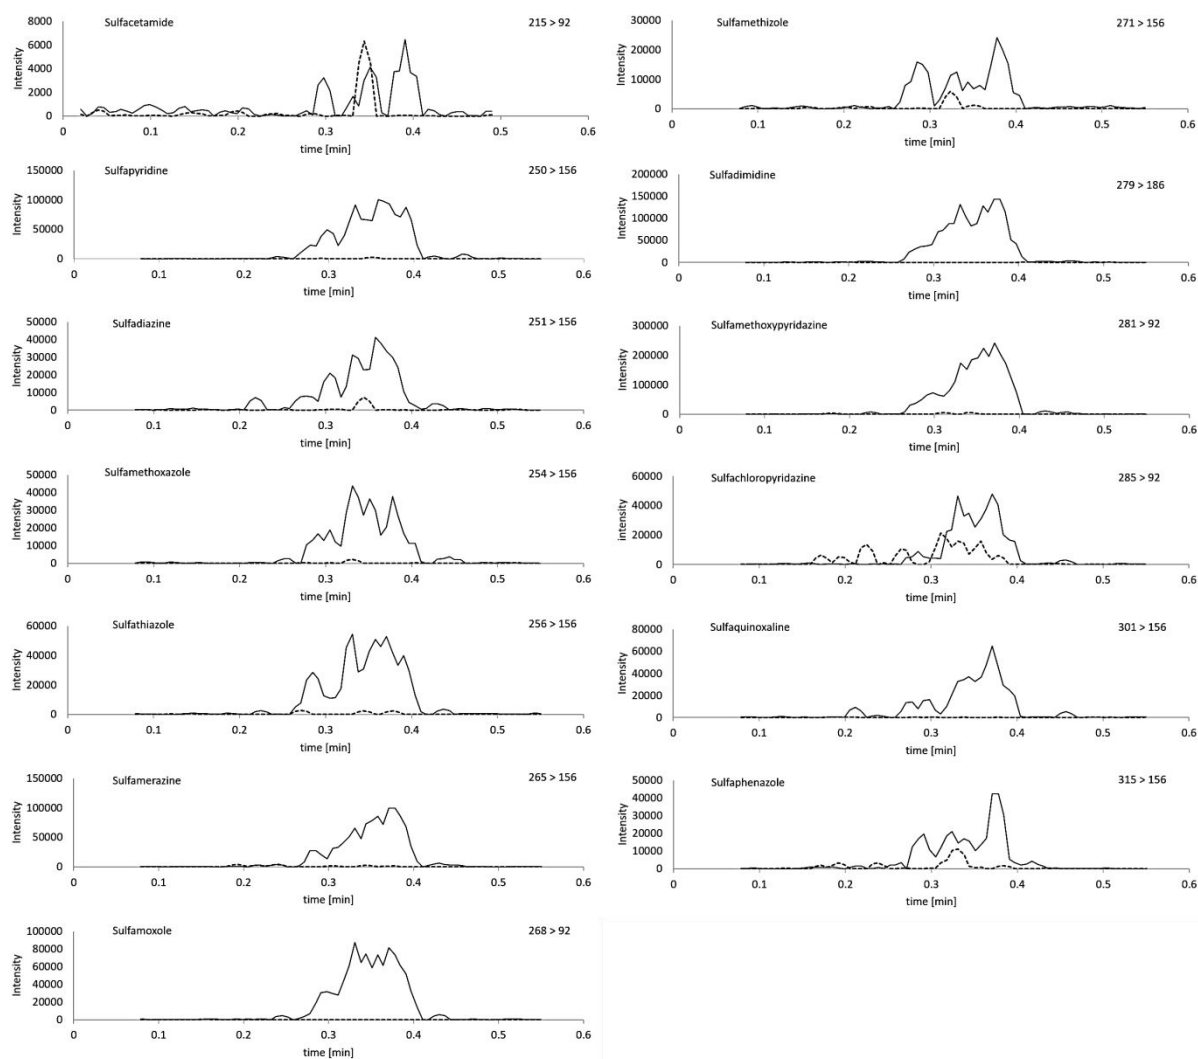 Sulfacetamide
215 > 92
Intensity
8000
6000
4000
2000
0
0 0.1 0.2 0.3 0.4 0.5 0.6
time [min]
Sulfapyridine
250 > 156
Intensity
150000
100000
50000
0
0 0.1 0.2 0.3 0.4 0.5 0.6
time [min]
Sulfadiazine
251 > 156
Intensity
50000
40000
30000
20000
10000
0
0 0.1 0.2 0.3 0.4 0.5 0.6
time [min]
Sulfamethoxazole
254 > 156
Intensity
50000
40000
30000
20000
10000
0
0 0.1 0.2 0.3 0.4 0.5 0.6
time [min]
Sulfathiazole
256 > 156
Intensity
60000
40000
20000
0
0 0.1 0.2 0.3 0.4 0.5 0.6
time [min]
Sulfamerazine
265 > 156
Intensity
150000
100000
50000
0
0 0.1 0.2 0.3 0.4 0.5 0.6
time [min]
Sulfamoxole
268 > 92
Intensity
100000
80000
60000
40000
20000
0
0 0.1 0.2 0.3 0.4 0.5 0.6
time [min]
Sulfamethizole
271 > 156
Intensity
30000
20000
10000
0
0 0.1 0.2 0.3 0.4 0.5 0.6
time [min]
Sulfadimidine
279 > 186
Intensity
200000
150000
100000
50000
0
0 0.1 0.2 0.3 0.4 0.5 0.6
time [min]
Sulfamethoxypyridazine
281 > 92
Intensity
300000
200000
100000
0
0 0.1 0.2 0.3 0.4 0.5 0.6
time [min]
Sulfachloropyridazine
285 > 92
intensity
60000
40000
20000
0
0 0.1 0.2 0.3 0.4 0.5 0.6
time [min]
Sulfaquinoxaline
301 > 156
Intensity
80000
60000
40000
20000
0
0 0.1 0.2 0.3 0.4 0.5 0.6
time [min]
Sulfaphenazole
315 > 156
Intensity
50000
40000
30000
20000
10000
0
0 0.1 0.2 0.3 0.4 0.5 0.6
time [min]